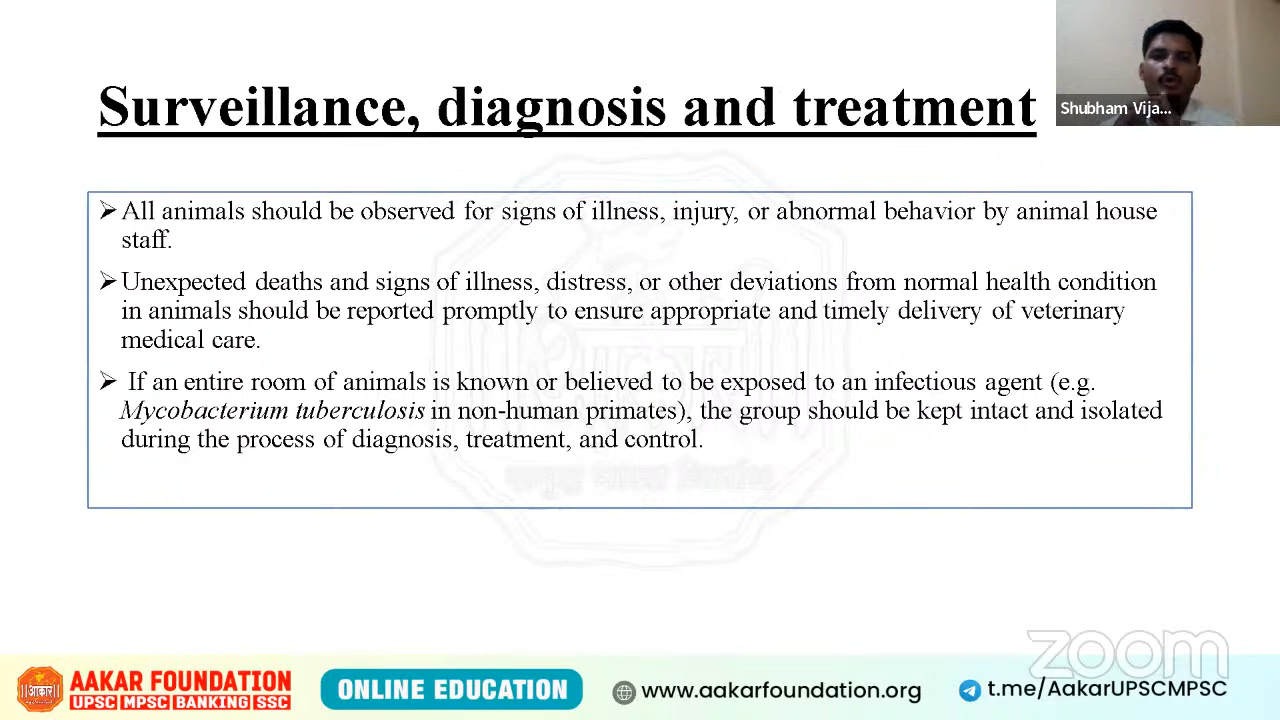 Surveillance, diagnosis and treatment
Shubham Vija...
➤All animals should be observed for signs of illness, injury, or abnormal behavior by animal house
staff.
➤Unexpected deaths and signs of illness, distress, or other deviations from normal health condition
in animals should be reported promptly to ensure appropriate and timely delivery of veterinary
medical care.
➤ If an entire room of animals is known or believed to be exposed to an infectious agent (e.g.
Mycobacterium tuberculosis in non-human primates), the group should be kept intact and isolated
during the process of diagnosis, treatment, and control.
आकार
zoom
आकार
AAKAR FOUNDATION
UPSC MPSC BANKING SSC
ONLINE EDUCATION
www.aakarfoundation.org
t.me/AakarUPSCMPSC